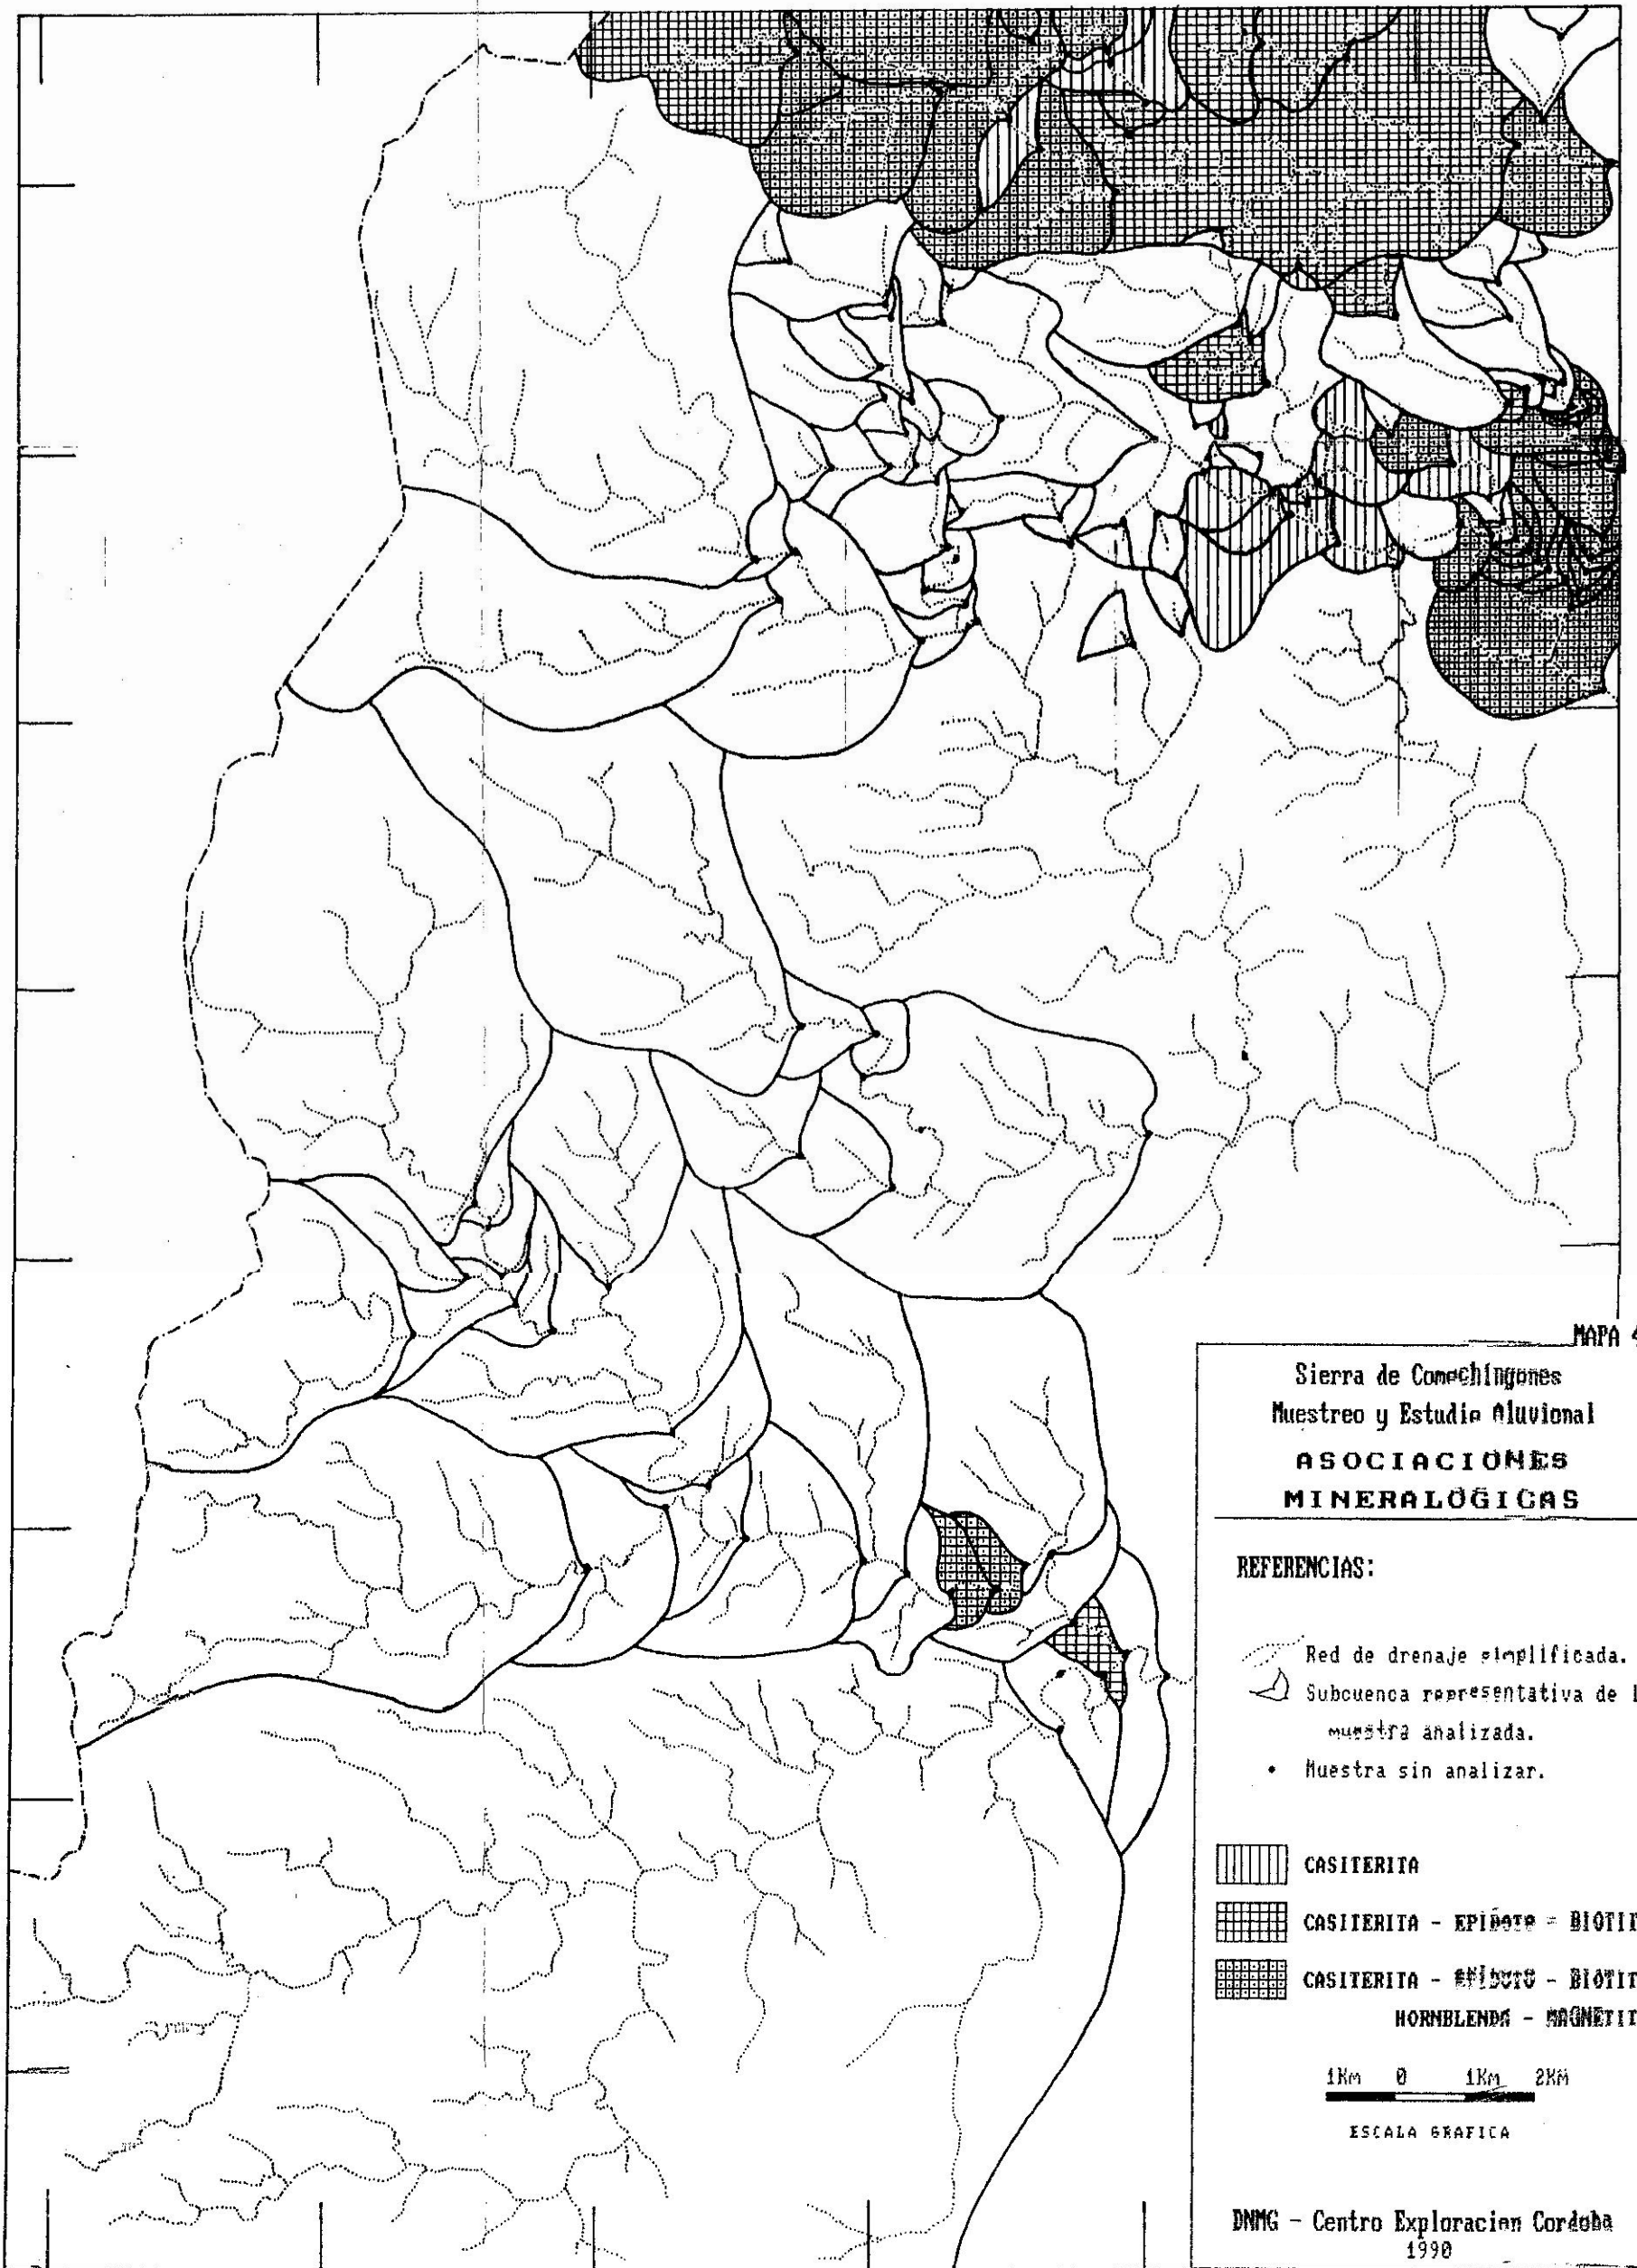 MAPA 4
Sierra de Comechingones
Muestreo y Estudio Aluvional
ASOCIACIONES
MINERALOGICAS
REFERENCIAS:
Red de drenaje simplificada.
Subcuenca representativa de l
muestra analizada.
Muestra sin analizar.
CASITERITA
CASITERITA - EPIDOTO - BIOTIT
CASITERITA - EPIDOTO - BIOTIT
HORNBLENDA - MAGNETIT
1Km 0 1Km 2KM
ESCALA GRAFICA
DNMG - Centro Exploracion Cordoba
1990